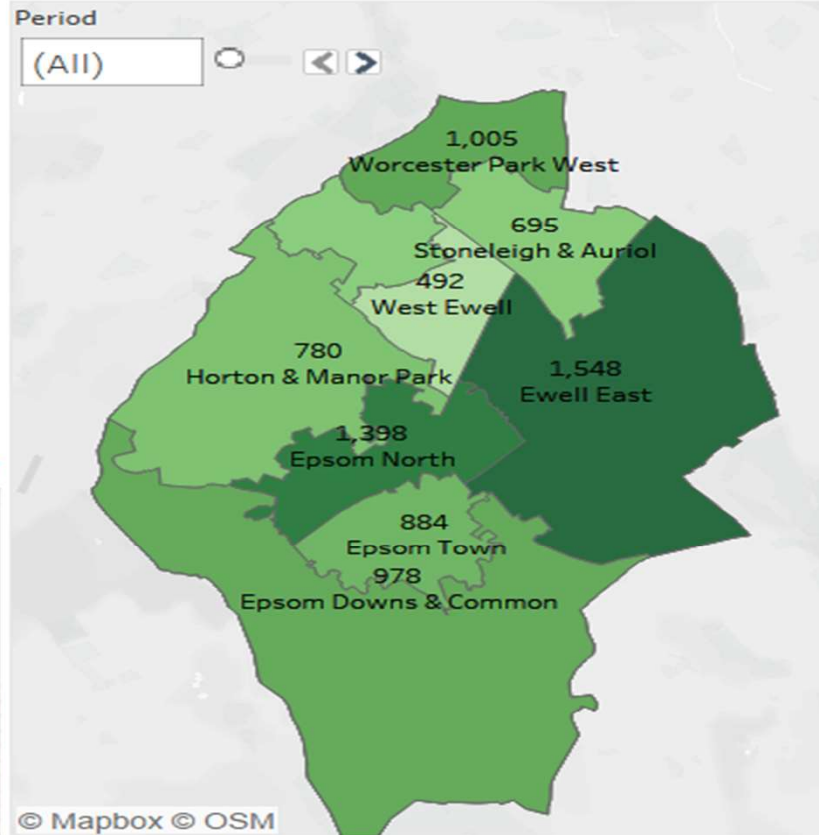 Period
(All)
1,005
Worcester Park West
695
Stoneleigh & Auriol
492
West Ewell
780
Horton & Manor Park
1,548
Ewell East
1,398
Epsom North
884
Epsom Town
978
Epsom Downs & Common
© Mapbox © OSM